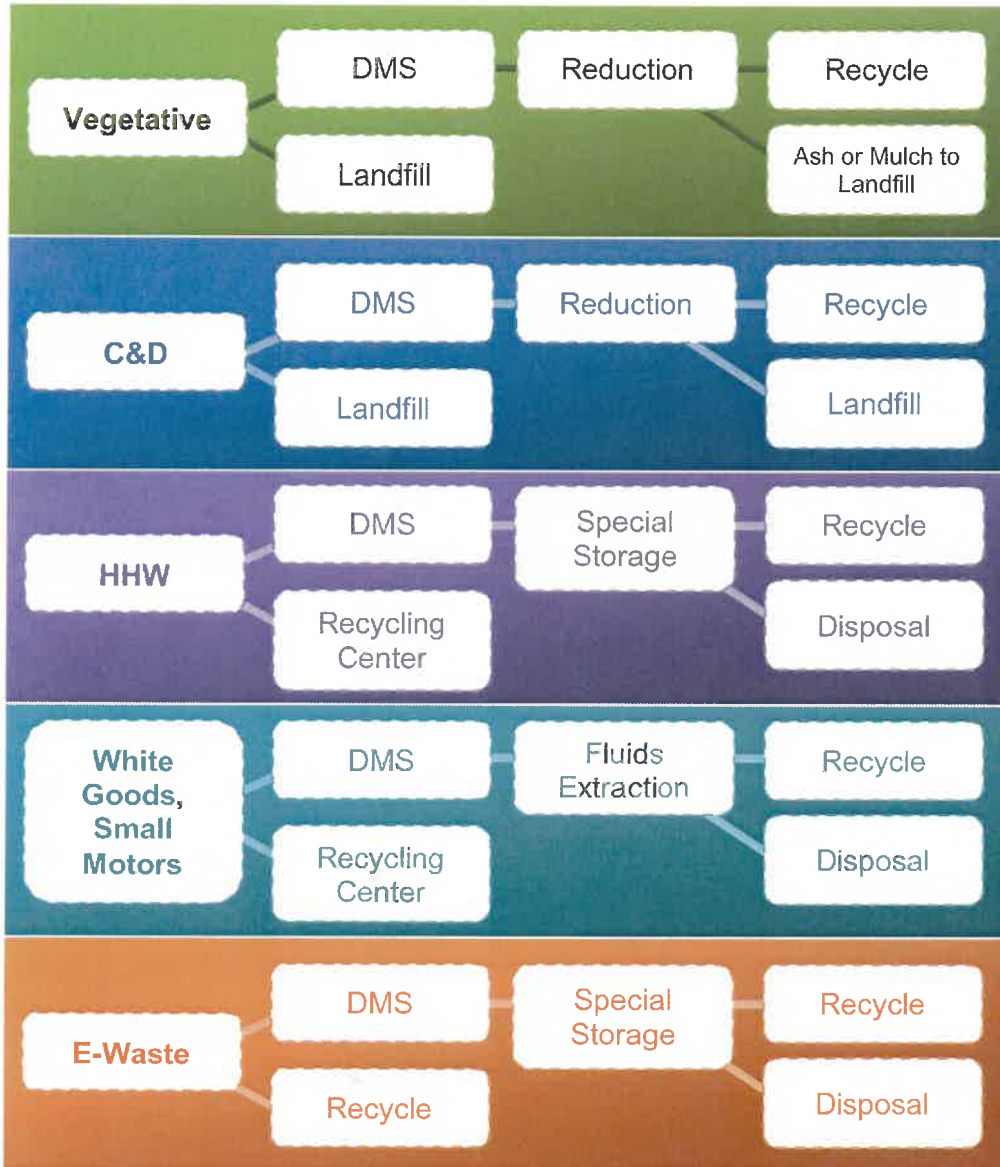 Vegetative
DMS
Reduction
Recycle
Landfill
Ash or Mulch to
Landfill
C&D
DMS
Reduction
Recycle
Landfill
Landfill
HHW
DMS
Special
Storage
Recycle
Recycling
Center
Disposal
White
Goods,
Small
Motors
DMS
Fluids
Extraction
Recycle
Recycling
Center
Disposal
E-Waste
DMS
Special
Storage
Recycle
Recycle
Disposal